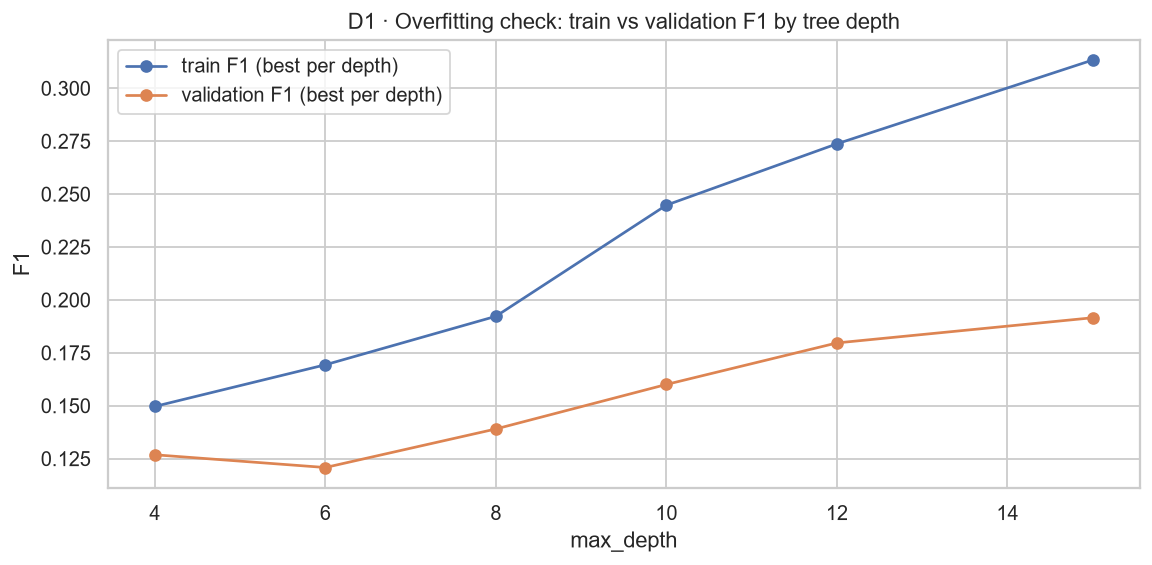 D1 · Overfitting check: train vs validation F1 by tree depth
train F1 (best per depth)
validation F1 (best per depth)
F1
0.300
0.275
0.250
0.225
0.200
0.175
0.150
0.125
4 6 8 10 12 14
max_depth